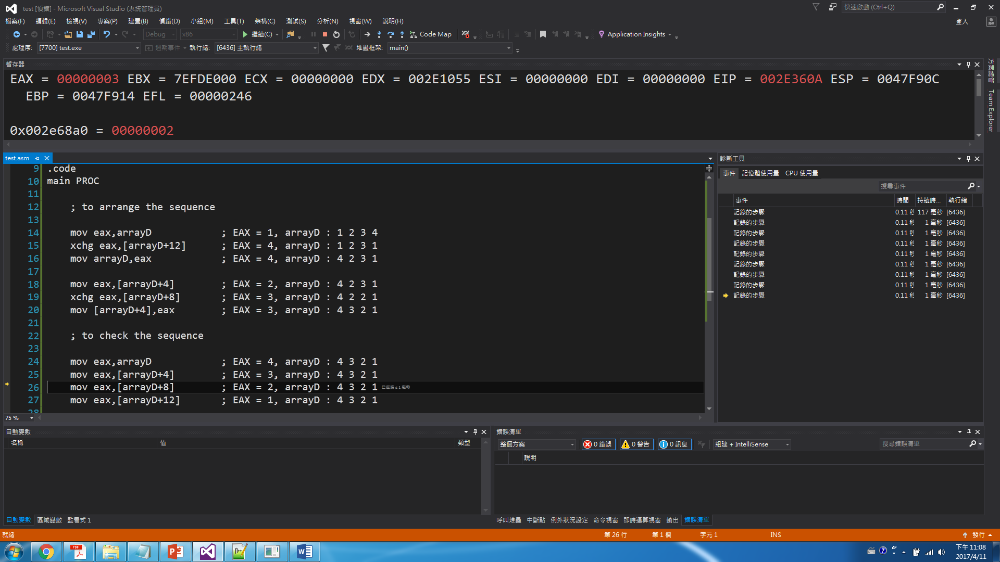 test [偵錯] - Microsoft Visual Studio (系統管理員)
快速啟動 (Ctrl+Q)
檔案(F) 編輯(E) 檢視(V) 專案(P) 建置(B) 偵錯(D) 小組(M) 工具(T) 架構(C) 測試(S) 分析(N) 視窗(W) 說明(H)
登入
Debug x86 繼續(C) Code Map Application Insights
處理序: [7700] test.exe 週期事件 執行緒: [6436] 主執行緒 堆疊框架: main()
暫存器
EAX = 00000003 EBX = 7EFDE000 ECX = 00000000 EDX = 002E1055 ESI = 00000000 EDI = 00000000 EIP = 002E360A ESP = 0047F90C
EBP = 0047F914 EFL = 00000246
0x002e68a0 = 00000002
方案總管
Team Explorer
test.asm
9 .code
10 main PROC
11
12 ; to arrange the sequence
13
14 mov eax,arrayD ; EAX = 1, arrayD : 1 2 3 4
15 xchg eax,[arrayD+12] ; EAX = 4, arrayD : 1 2 3 1
16 mov arrayD,eax ; EAX = 4, arrayD : 4 2 3 1
17
18 mov eax,[arrayD+4] ; EAX = 2, arrayD : 4 2 3 1
19 xchg eax,[arrayD+8] ; EAX = 3, arrayD : 4 2 2 1
20 mov [arrayD+4],eax ; EAX = 3, arrayD : 4 3 2 1
21
22 ; to check the sequence
23
24 mov eax,arrayD ; EAX = 4, arrayD : 4 3 2 1
25 mov eax,[arrayD+4] ; EAX = 3, arrayD : 4 3 2 1
26 mov eax,[arrayD+8] ; EAX = 2, arrayD : 4 3 2 1 已歷時 ≤ 1 毫秒
27 mov eax,[arrayD+12] ; EAX = 1, arrayD : 4 3 2 1
28
75 %
診斷工具
事件 記憶體使用量 CPU 使用量
搜尋事件
事件 時間 持續時... 執行緒
記錄的步驟 0.11 秒 117 毫秒 [6436]
記錄的步驟 0.11 秒 1 毫秒 [6436]
記錄的步驟 0.11 秒 1 毫秒 [6436]
記錄的步驟 0.11 秒 1 毫秒 [6436]
記錄的步驟 0.11 秒 1 毫秒 [6436]
記錄的步驟 0.11 秒 1 毫秒 [6436]
記錄的步驟 0.11 秒 1 毫秒 [6436]
記錄的步驟 0.11 秒 1 毫秒 [6436]
記錄的步驟 0.11 秒 1 毫秒 [6436]
自動變數
名稱 值 類型
自動變數 區域變數 監看式 1
錯誤清單
整個方案 0 錯誤 0 警告 0 訊息 組建 + IntelliSense 搜尋錯誤清單
說明
呼叫堆疊 中斷點 例外狀況設定 命令視窗 即時運算視窗 輸出 錯誤清單
就緒 第 26 行 第 1 欄 字元 1 INS 發行
下午 11:08
2017/4/11